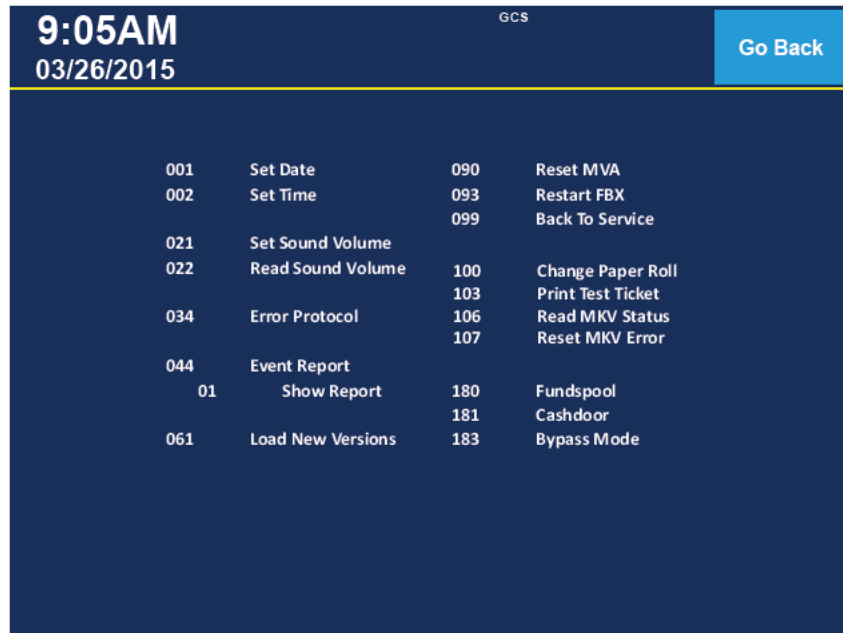 9:05AM
GCS
03/26/2015
Go Back
001 Set Date
002 Set Time
021 Set Sound Volume
022 Read Sound Volume
034 Error Protocol
044 Event Report
01 Show Report
061 Load New Versions
090 Reset MVA
093 Restart FBX
099 Back To Service
100 Change Paper Roll
103 Print Test Ticket
106 Read MKV Status
107 Reset MKV Error
180 Fundspool
181 Cashdoor
183 Bypass Mode